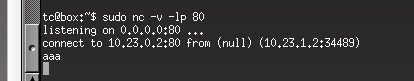 tc@box:~$ sudo nc -v -lp 80
listening on 0.0.0.0:80 ...
connect to 10.23.0.2:80 from (null) (10.23.1.2:34489)
aaa